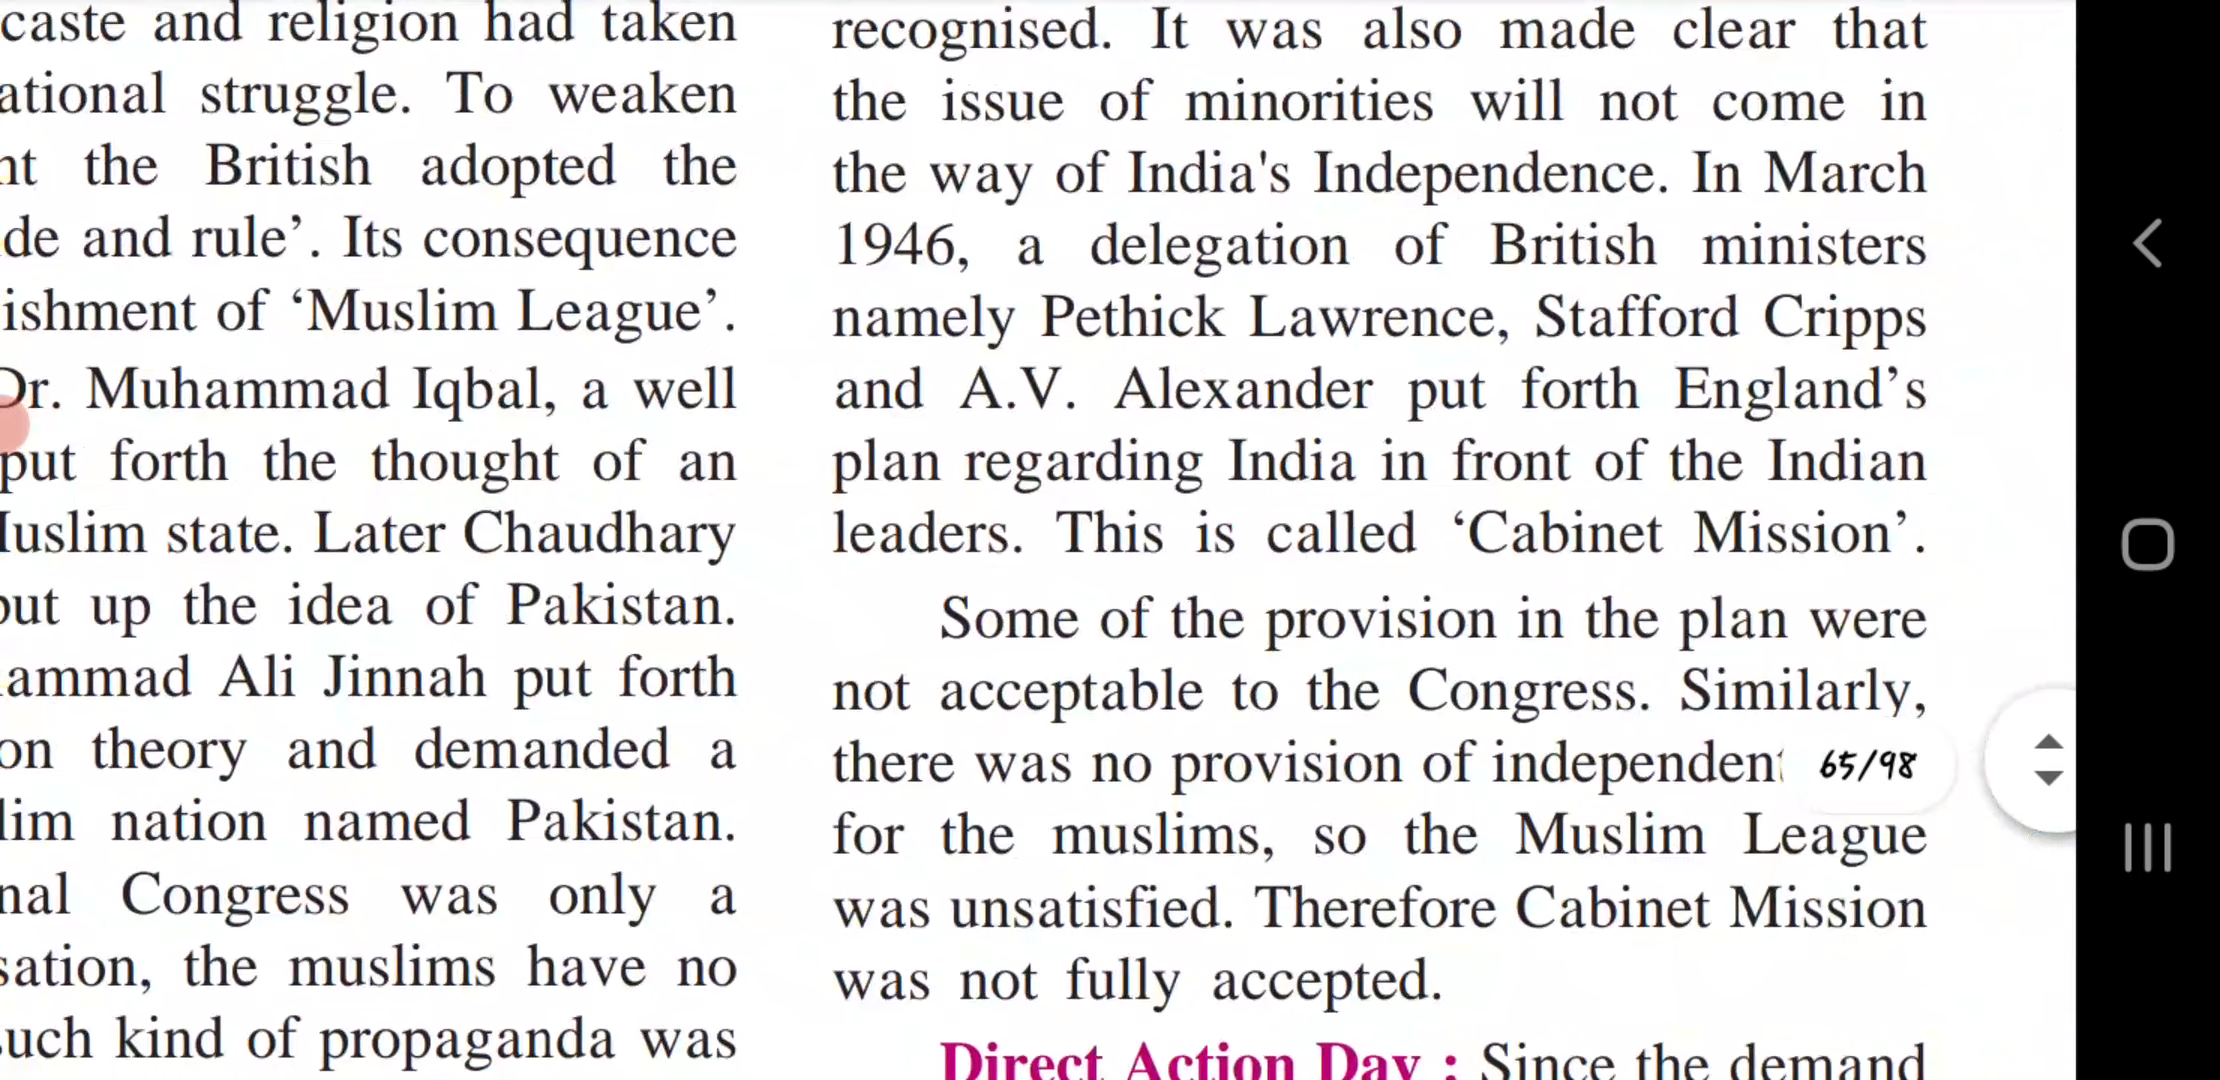 caste and religion had taken
ational struggle. To weaken
nt the British adopted the
de and rule’. Its consequence
ishment of ‘Muslim League’.
Dr. Muhammad Iqbal, a well
put forth the thought of an
Muslim state. Later Chaudhary
put up the idea of Pakistan.
ammad Ali Jinnah put forth
on theory and demanded a
lim nation named Pakistan.
nal Congress was only a
sation, the muslims have no
such kind of propaganda was
recognised. It was also made clear that
the issue of minorities will not come in
the way of India's Independence. In March
1946, a delegation of British ministers
namely Pethick Lawrence, Stafford Cripps
and A.V. Alexander put forth England’s
plan regarding India in front of the Indian
leaders. This is called ‘Cabinet Mission’.
Some of the provision in the plan were
not acceptable to the Congress. Similarly,
there was no provision of independent
65/98
for the muslims, so the Muslim League
was unsatisfied. Therefore Cabinet Mission
was not fully accepted.
Direct Action Day : Since the demand